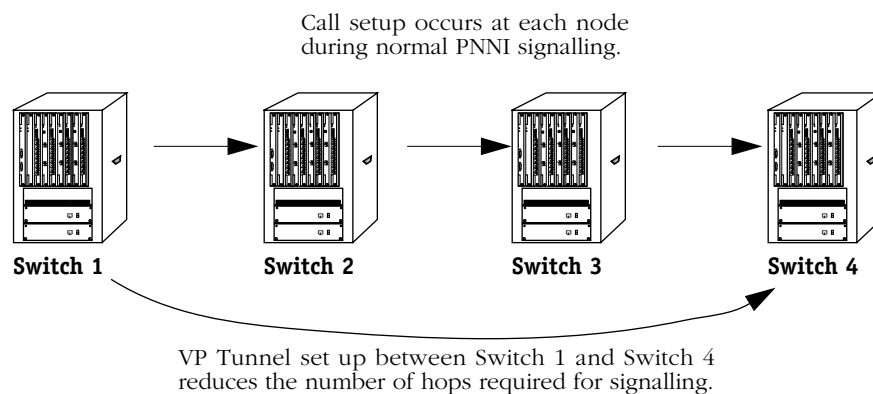 Call setup occurs at each node
during normal PNNI signalling.
Switch 1
Switch 2
Switch 3
Switch 4
VP Tunnel set up between Switch 1 and Switch 4
reduces the number of hops required for signalling.